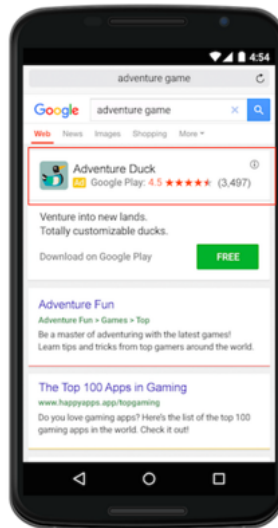 4:54
adventure game
Google adventure game
Web News Images Shopping More
Adventure Duck
Ad Google Play: 4.5 (3,497)
Venture into new lands.
Totally customizable ducks.
Download on Google Play FREE
Adventure Fun
Adventure Fun > Games > Top
Be a master of adventuring with the latest games!
Learn tips and tricks from top gamers around the world.
The Top 100 Apps in Gaming
www.happyapps.app/topgaming
Do you love gaming apps? Here's the list of the top 100
gaming apps in the world. Check it out!